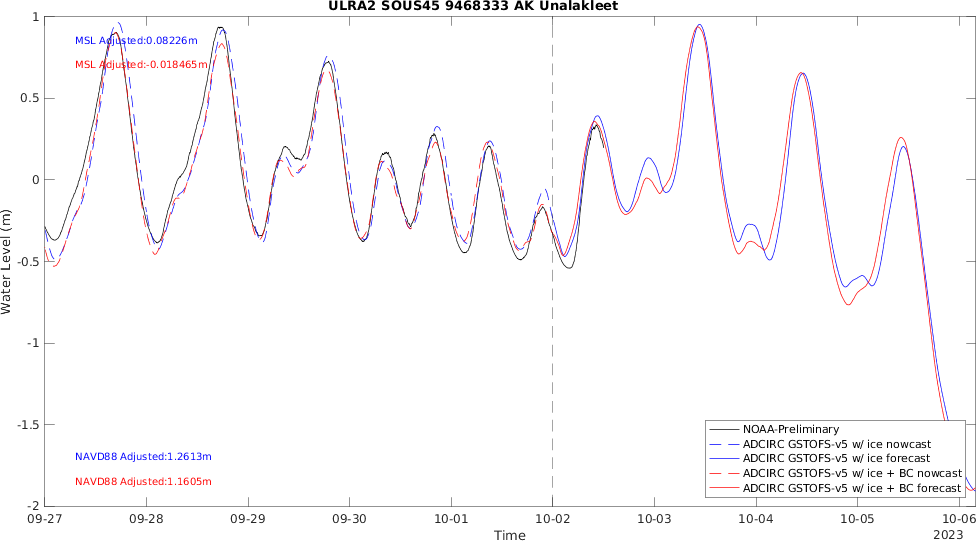 ULRA2 SOUS45 9468333 AK Unalakleet
MSL Adjusted:0.08226m
MSL Adjusted:-0.018465m
1
0.5
0
-0.5
-1
-1.5
-2
Water Level (m)
NAVD88 Adjusted:1.2613m
NAVD88 Adjusted:1.1605m
NOAA-Preliminary
ADCIRC GSTOFS-v5 w/ ice nowcast
ADCIRC GSTOFS-v5 w/ ice forecast
ADCIRC GSTOFS-v5 w/ ice + BC nowcast
ADCIRC GSTOFS-v5 w/ ice + BC forecast
09-27 09-28 09-29 09-30 10-01 10-02 10-03 10-04 10-05 10-06
Time
2023